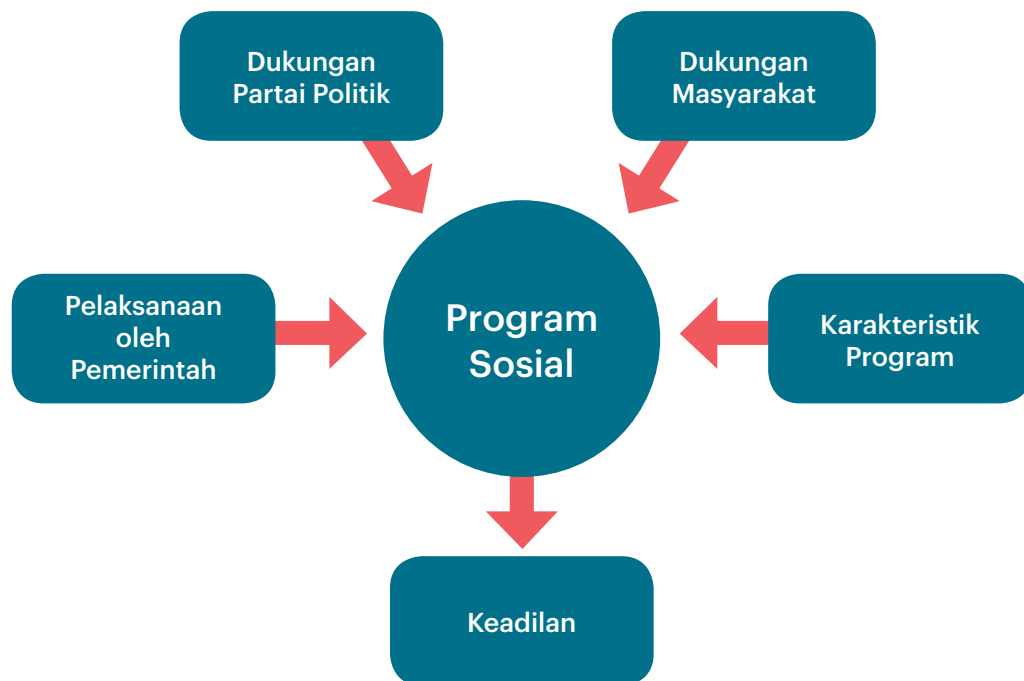 Dukungan
Partai Politik
Dukungan
Masyarakat
Pelaksanaan
oleh
Pemerintah
Program
Sosial
Karakteristik
Program
Keadilan